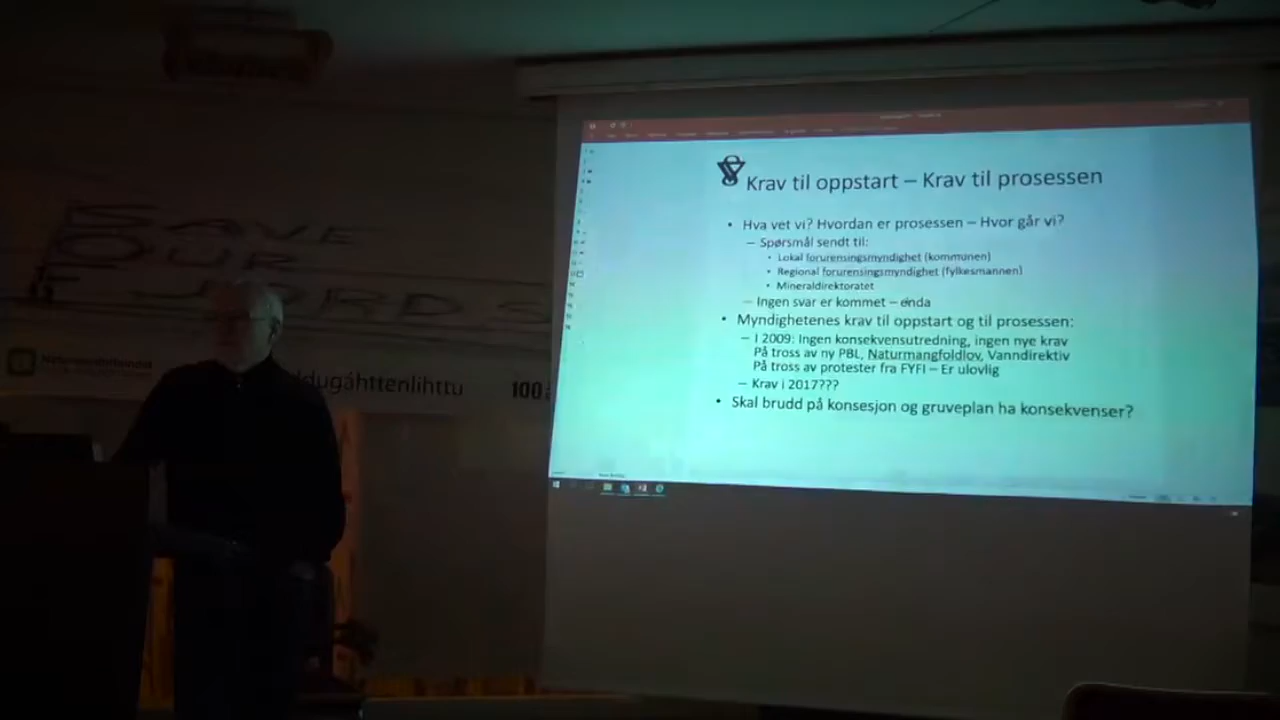 SAVE
OUR
FJORDS
Naturvernforbundet
ddugáhttenlihttu
100
Krav til oppstart – Krav til prosessen
• Hva vet vi? Hvordan er prosessen – Hvor går vi?
– Spørsmål sendt til:
• Lokal forurensingsmyndighet (kommunen)
• Regional forurensingsmyndighet (fylkesmannen)
• Mineraldirektoratet
– Ingen svar er kommet – enda
• Myndighetenes krav til oppstart og til prosessen:
– I 2009: Ingen konsekvensutredning, ingen nye krav
På tross av ny PBL, Naturmangfoldlov, Vanndirektiv
På tross av protester fra FYFI – Er ulovlig
– Krav i 2017???
• Skal brudd på konsesjon og gruveplan ha konsekvenser?